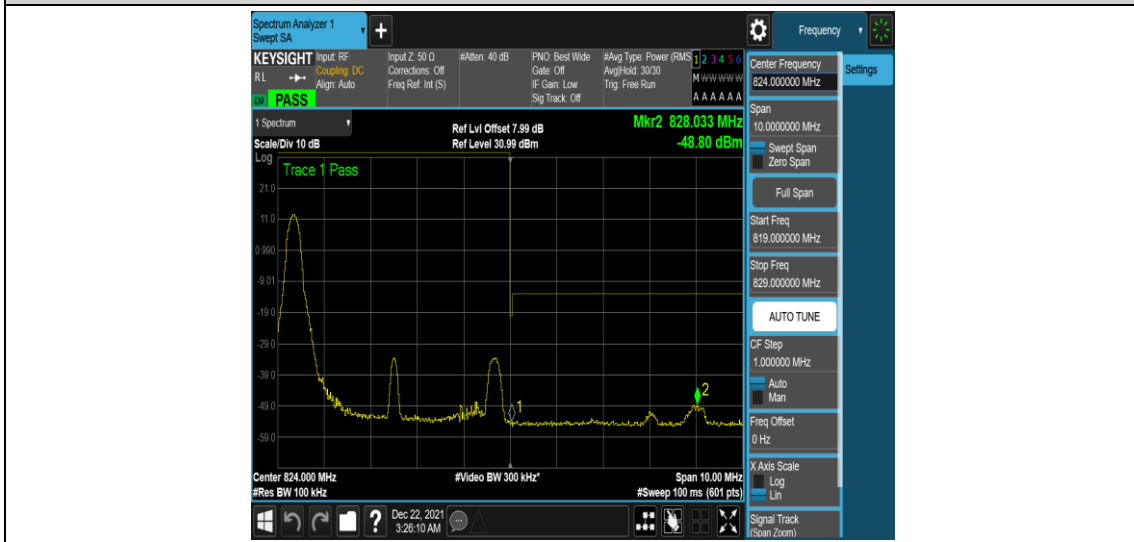 Spectrum Analyzer 1
Swept SA
+
Frequency
KEYSIGHT
Input: RF
Input Z: 50 Ω
#Atten: 40 dB
PNO: Best Wide
#Avg Type: Power (RMS
1 2 3 4 5 6
RL
Coupling: DC
Corrections: Off
Gate: Off
Avg|Hold: 30/30
M W W W W W
Align: Auto
Freq Ref: Int (S)
IF Gain: Low
Trig: Free Run
Sig Track: Off
A A A A A A
LXI
PASS
1 Spectrum
Ref Lvl Offset 7.99 dB
Mkr2 828.033 MHz
Scale/Div 10 dB
Ref Level 30.99 dBm
-48.80 dBm
Log
Trace 1 Pass
21.0
11.0
0.990
-9.01
-19.0
-29.0
-39.0
-49.0
-59.0
1
2
Center 824.000 MHz
#Video BW 300 kHz*
Span 10.00 MHz
#Res BW 100 kHz
#Sweep 100 ms (601 pts)
?
Dec 22, 2021
3:26:10 AM
Center Frequency
824.000000 MHz
Settings
Span
10.0000000 MHz
Swept Span
Zero Span
Full Span
Start Freq
819.000000 MHz
Stop Freq
829.000000 MHz
AUTO TUNE
CF Step
1.000000 MHz
Auto
Man
Freq Offset
0 Hz
X Axis Scale
Log
Lin
Signal Track
(Span Zoom)